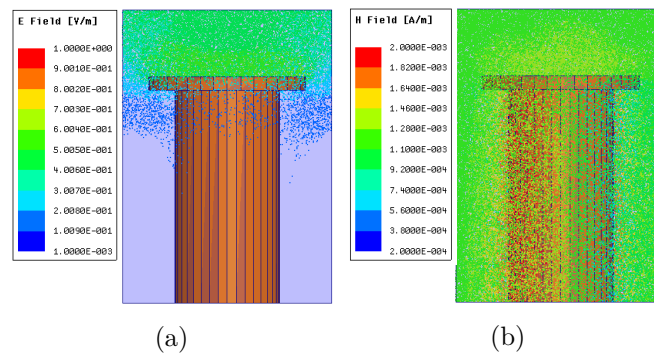 E Field [V/m]
1.0000E+000
9.0010E-001
8.0020E-001
7.0030E-001
6.0040E-001
5.0050E-001
4.0060E-001
3.0070E-001
2.0080E-001
1.0090E-001
1.0000E-003
(a)
H Field [A/m]
2.0000E-003
1.8200E-003
1.6400E-003
1.4600E-003
1.2800E-003
1.1000E-003
9.2000E-004
7.4000E-004
5.6000E-004
3.8000E-004
2.0000E-004
(b)